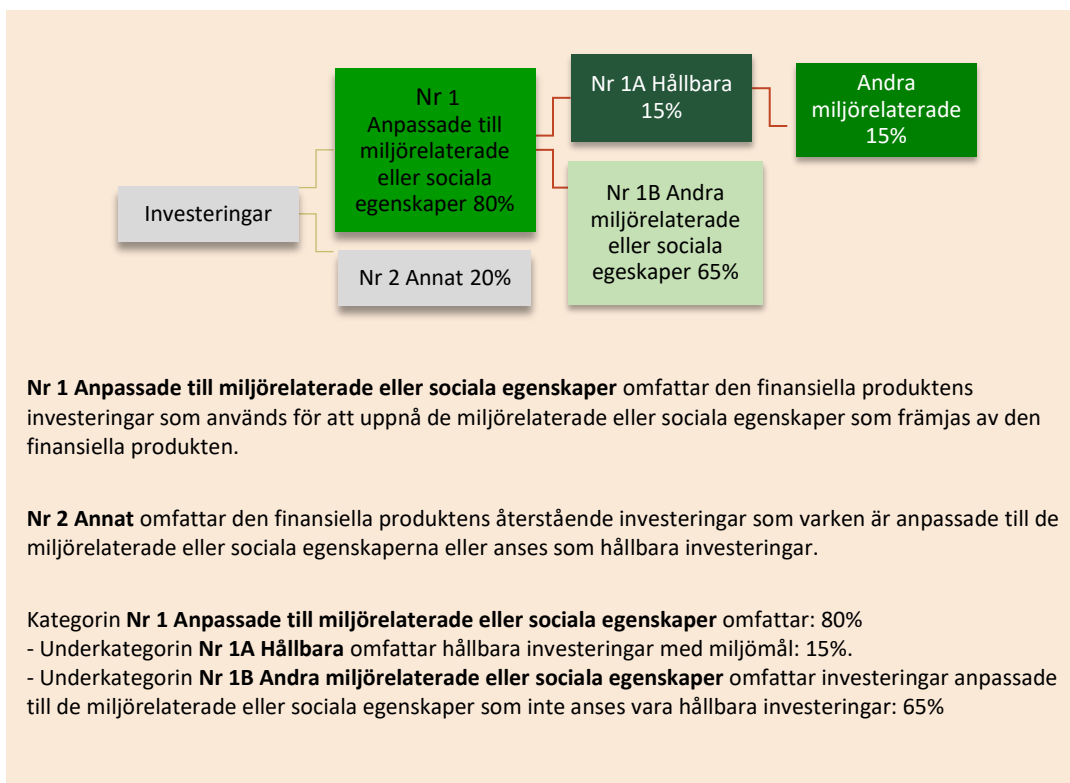 Investeringar
Nr 1
Anpassade till
miljörelaterade
eller sociala
egenskaper 80%
Nr 2 Annat 20%
Nr 1A Hållbara
15%
Nr 1B Andra
miljörelaterade
eller sociala
egeskaper 65%
Andra
miljörelaterade
15%
Nr 1 Anpassade till miljörelaterade eller sociala egenskaper omfattar den finansiella produktens
investeringar som används för att uppnå de miljörelaterade eller sociala egenskaper som främjas av den
finansiella produkten.
Nr 2 Annat omfattar den finansiella produktens återstående investeringar som varken är anpassade till de
miljörelaterade eller sociala egenskaperna eller anses som hållbara investeringar.
Kategorin Nr 1 Anpassade till miljörelaterade eller sociala egenskaper omfattar: 80%
- Underkategorin Nr 1A Hållbara omfattar hållbara investeringar med miljömål: 15%.
- Underkategorin Nr 1B Andra miljörelaterade eller sociala egenskaper omfattar investeringar anpassade
till de miljörelaterade eller sociala egenskaper som inte anses vara hållbara investeringar: 65%